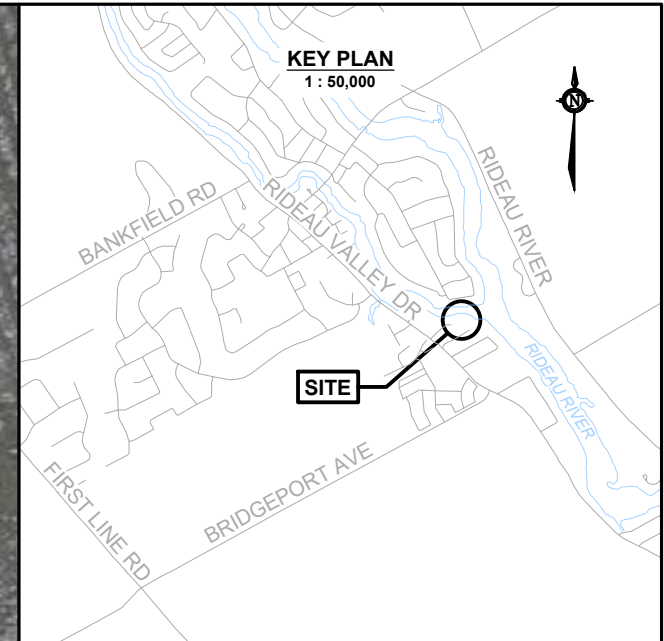 KEY PLAN
1 : 50,000
N
RIDEAU RIVER
BANKFIELD RD
RIDEAU VALLEY DR
SITE
RIDEAU RIVER
BRIDGEPORT AVE
FIRST LINE RD